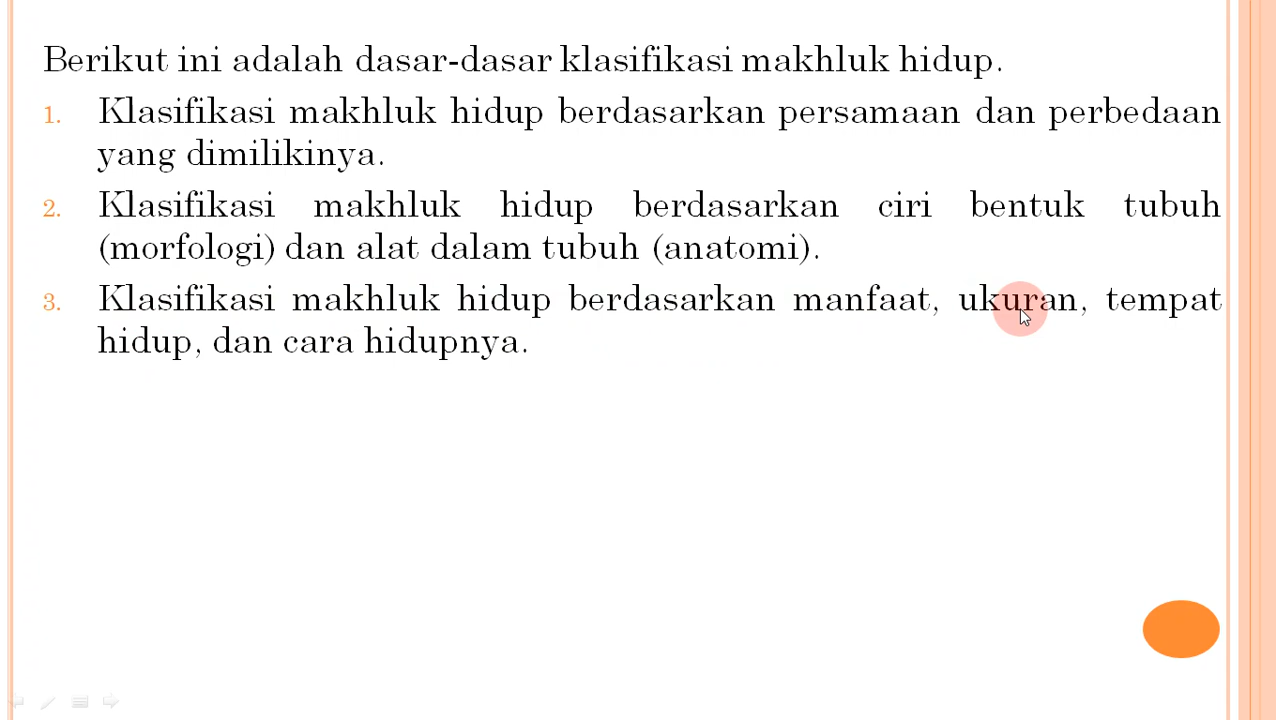 Berikut ini adalah dasar-dasar klasifikasi makhluk hidup.
1. Klasifikasi makhluk hidup berdasarkan persamaan dan perbedaan
yang dimilikinya.
2. Klasifikasi makhluk hidup berdasarkan ciri bentuk tubuh
(morfologi) dan alat dalam tubuh (anatomi).
3. Klasifikasi makhluk hidup berdasarkan manfaat, ukuran, tempat
hidup, dan cara hidupnya.